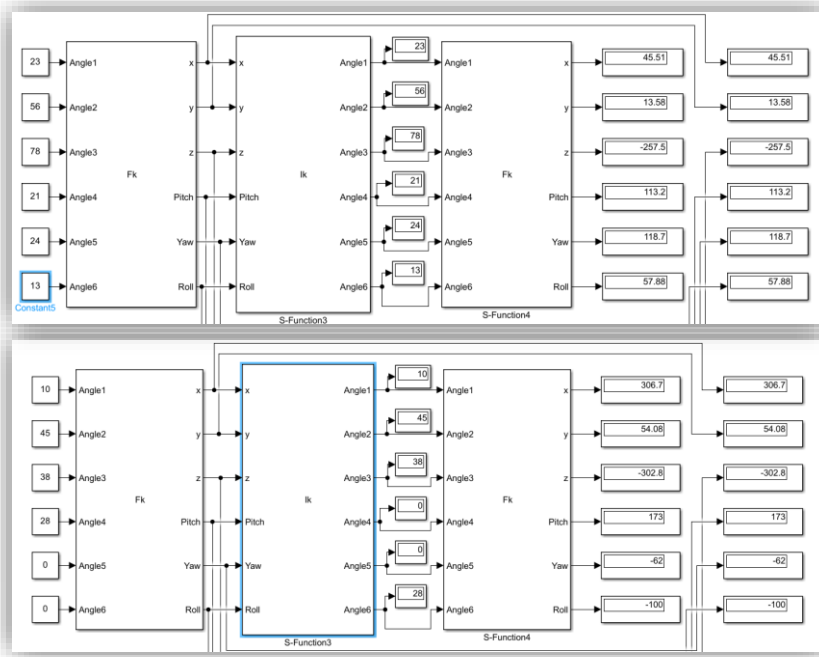 23 Angle1 x x Angle1 23 Angle1 x 45.51 45.51
56 Angle2 y y Angle2 56 Angle2 y 13.58 13.58
78 Angle3 z z Angle3 78 Angle3 z -257.5 -257.5
Fk Ik Fk
21 Angle4 Pitch Pitch Angle4 21 Angle4 Pitch 113.2 113.2
24 Angle5 Yaw Yaw Angle5 24 Angle5 Yaw 118.7 118.7
13 Angle6 Roll Roll Angle6 13 Angle6 Roll 57.88 57.88
Constant5 S-Function3 S-Function4
10 Angle1 x x Angle1 10 Angle1 x 306.7 306.7
45 Angle2 y y Angle2 45 Angle2 y 54.08 54.08
38 Angle3 z z Angle3 38 Angle3 z -302.8 -302.8
Fk Ik Fk
28 Angle4 Pitch Pitch Angle4 0 Angle4 Pitch 173 173
0 Angle5 Yaw Yaw Angle5 0 Angle5 Yaw -62 -62
0 Angle6 Roll Roll Angle6 28 Angle6 Roll -100 -100
S-Function3 S-Function4